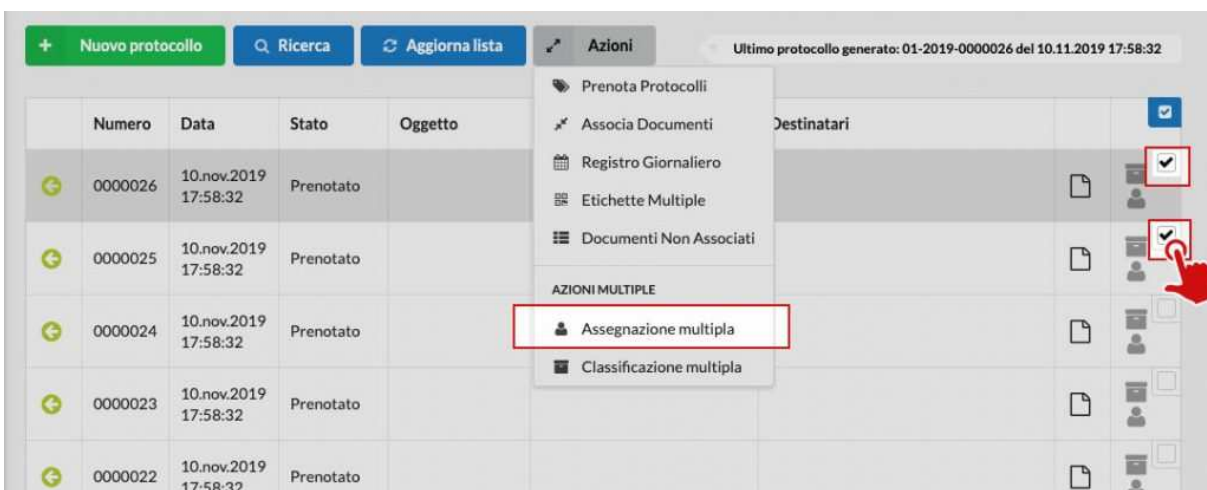 Nuovo protocollo
Ricerca
Aggiorna lista
Azioni
Ultimo protocollo generato: 01-2019-0000026 del 10.11.2019 17:58:32
Prenota Protocolli
Associa Documenti
Registro Giornaliero
Etichette Multiple
Documenti Non Associati
AZIONI MULTIPLE
Assegnazione multipla
Classificazione multipla
Numero Data Stato Oggetto Destinatari
0000026 10.nov.2019 Prenotato
17:58:32
0000025 10.nov.2019 Prenotato
17:58:32
0000024 10.nov.2019 Prenotato
17:58:32
0000023 10.nov.2019 Prenotato
17:58:32
0000022 10.nov.2019 Prenotato
17:58:32